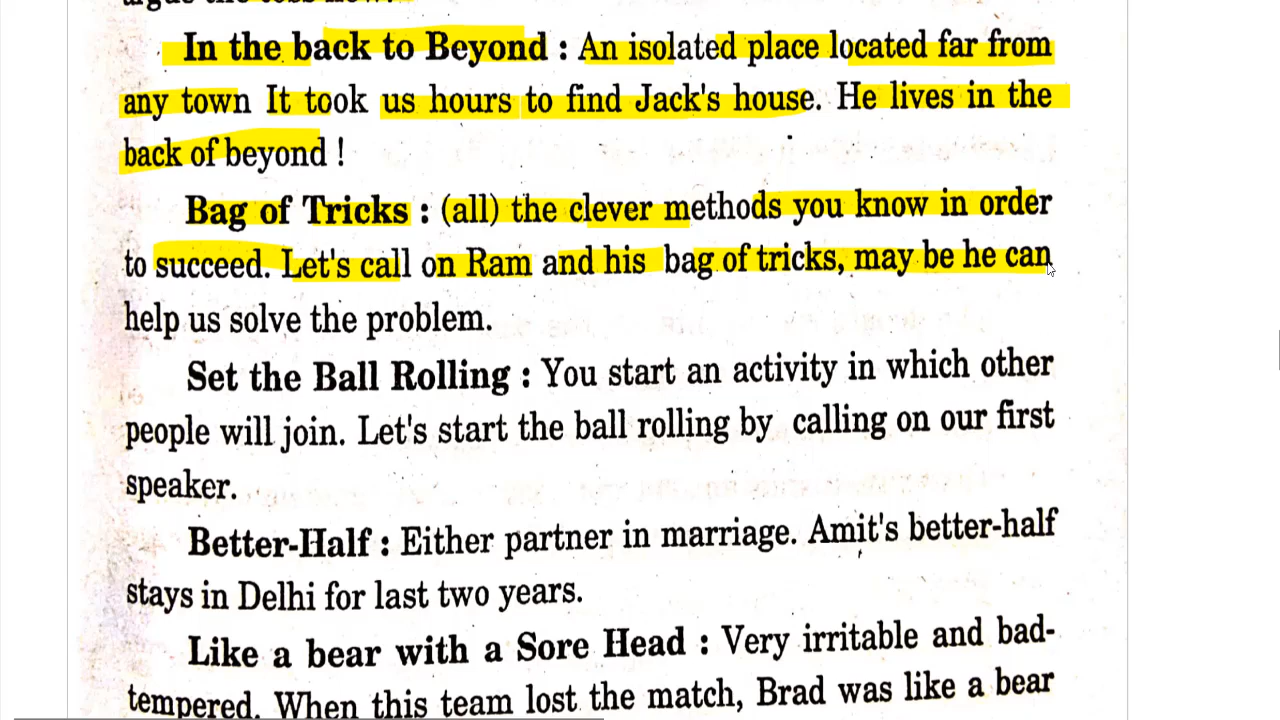 argue the toss now!
In the back to Beyond : An isolated place located far from
any town It took us hours to find Jack's house. He lives in the
back of beyond !
Bag of Tricks : (all) the clever methods you know in order
to succeed. Let's call on Ram and his bag of tricks, may be he can
help us solve the problem.
Set the Ball Rolling : You start an activity in which other
people will join. Let's start the ball rolling by calling on our first
speaker.
Better-Half : Either partner in marriage. Amit's better-half
stays in Delhi for last two years.
Like a bear with a Sore Head : Very irritable and bad-
tempered. When this team lost the match, Brad was like a bear